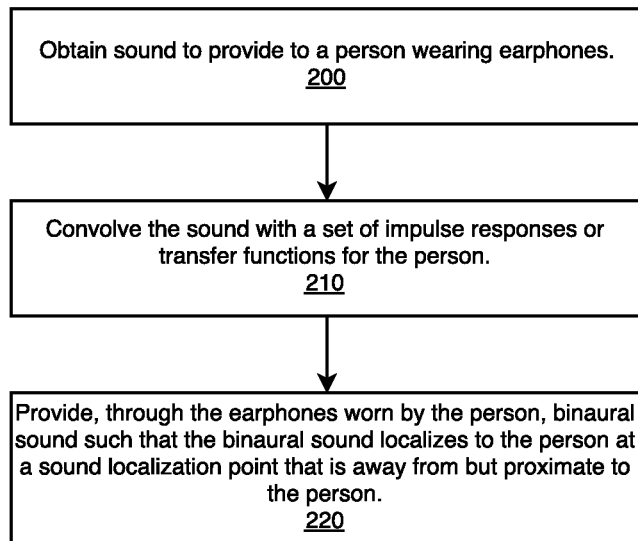 Obtain sound to provide to a person wearing earphones.
200
Convolve the sound with a set of impulse responses or
transfer functions for the person.
210
Provide, through the earphones worn by the person, binaural
sound such that the binaural sound localizes to the person at
a sound localization point that is away from but proximate to
the person.
220